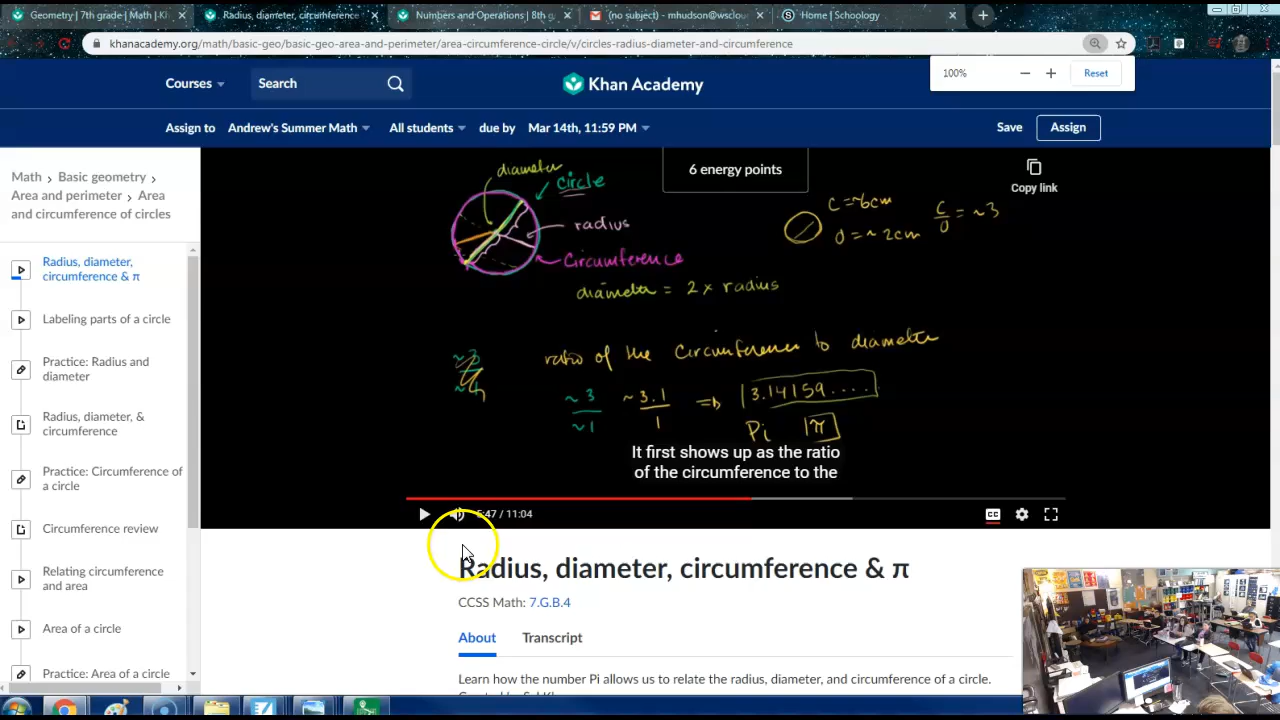 Geometry | 7th grade | Math | Kh
Radius, diameter, circumference
Numbers and Operations | 8th g
(no subject) - mhudson@wsclou
Home | Schoology
khanacademy.org/math/basic-geo/basic-geo-area-and-perimeter/area-circumference-circle/v/circles-radius-diameter-and-circumference
100%
Reset
Courses
Search
Khan Academy
Assign to
Andrew's Summer Math
All students
due by
Mar 14th, 11:59 PM
Save
Assign
Math
Basic geometry
Area and perimeter
Area
and circumference of circles
Radius, diameter,
circumference & π
Labeling parts of a circle
Practice: Radius and
diameter
Radius, diameter, &
circumference
Practice: Circumference of
a circle
Circumference review
Relating circumference
and area
Area of a circle
Practice: Area of a circle
6 energy points
Copy link
diameter
Circle
radius
Circumference
diameter = 2 x radius
C = ~6cm
D = ~2cm
C/D = ~3
ratio of the circumference to diameter
~3/~1
~3.1/1
⇒
3.14159....
Pi
π
It first shows up as the ratio
of the circumference to the
5:47 / 11:04
CC
Radius, diameter, circumference & π
CCSS Math: 7.G.B.4
About
Transcript
Learn how the number Pi allows us to relate the radius, diameter, and circumference of a circle.